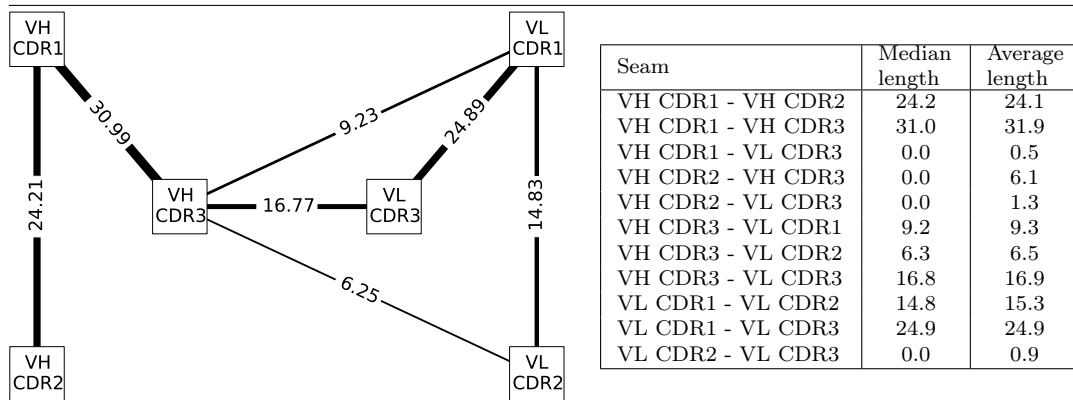 VH
CDR1
VL
CDR1
30.99
9.23
24.89
24.21
VH
CDR3
16.77
VL
CDR3
14.83
6.25
VH
CDR2
VL
CDR2
Seam Median length Average length
VH CDR1 - VH CDR2 24.2 24.1
VH CDR1 - VH CDR3 31.0 31.9
VH CDR1 - VL CDR3 0.0 0.5
VH CDR2 - VH CDR3 0.0 6.1
VH CDR2 - VL CDR3 0.0 1.3
VH CDR3 - VL CDR1 9.2 9.3
VH CDR3 - VL CDR2 6.3 6.5
VH CDR3 - VL CDR3 16.8 16.9
VL CDR1 - VL CDR2 14.8 15.3
VL CDR1 - VL CDR3 24.9 24.9
VL CDR2 - VL CDR3 0.0 0.9